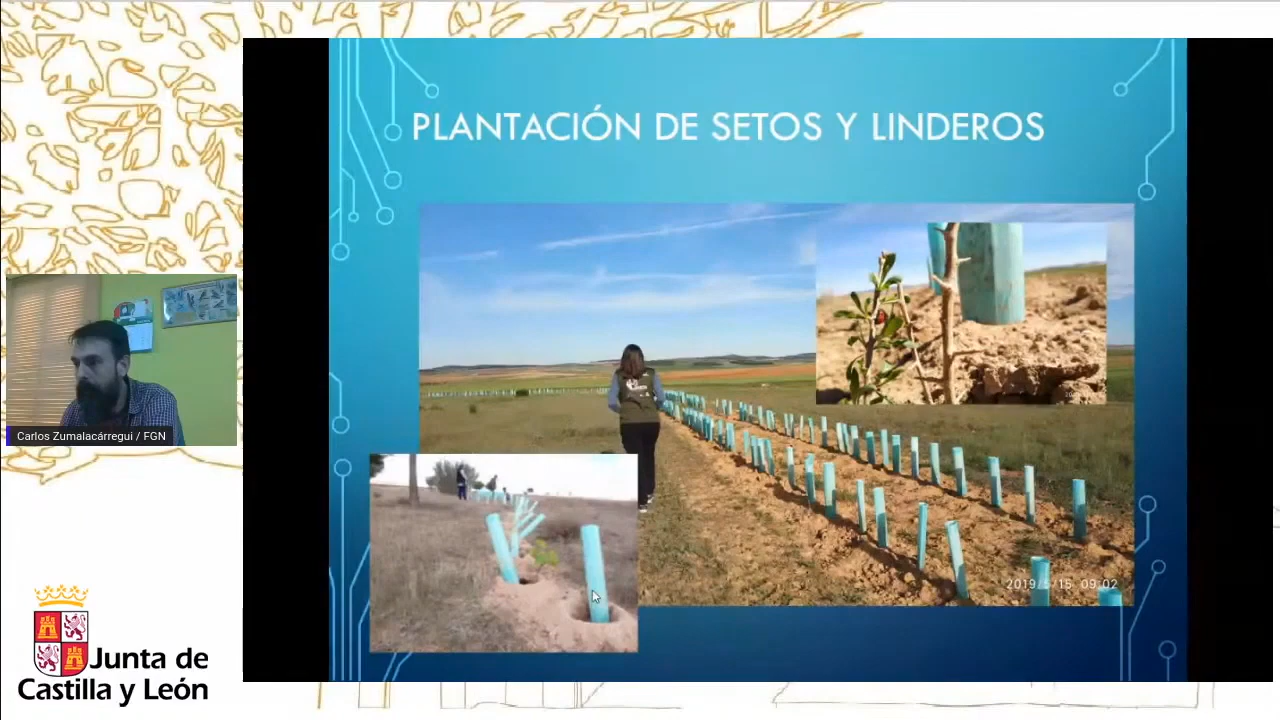 PLANTACIÓN DE SETOS Y LINDEROS
Carlos Zumalacárregui / FGN
2019/5/15 09:02
Junta de
Castilla y León